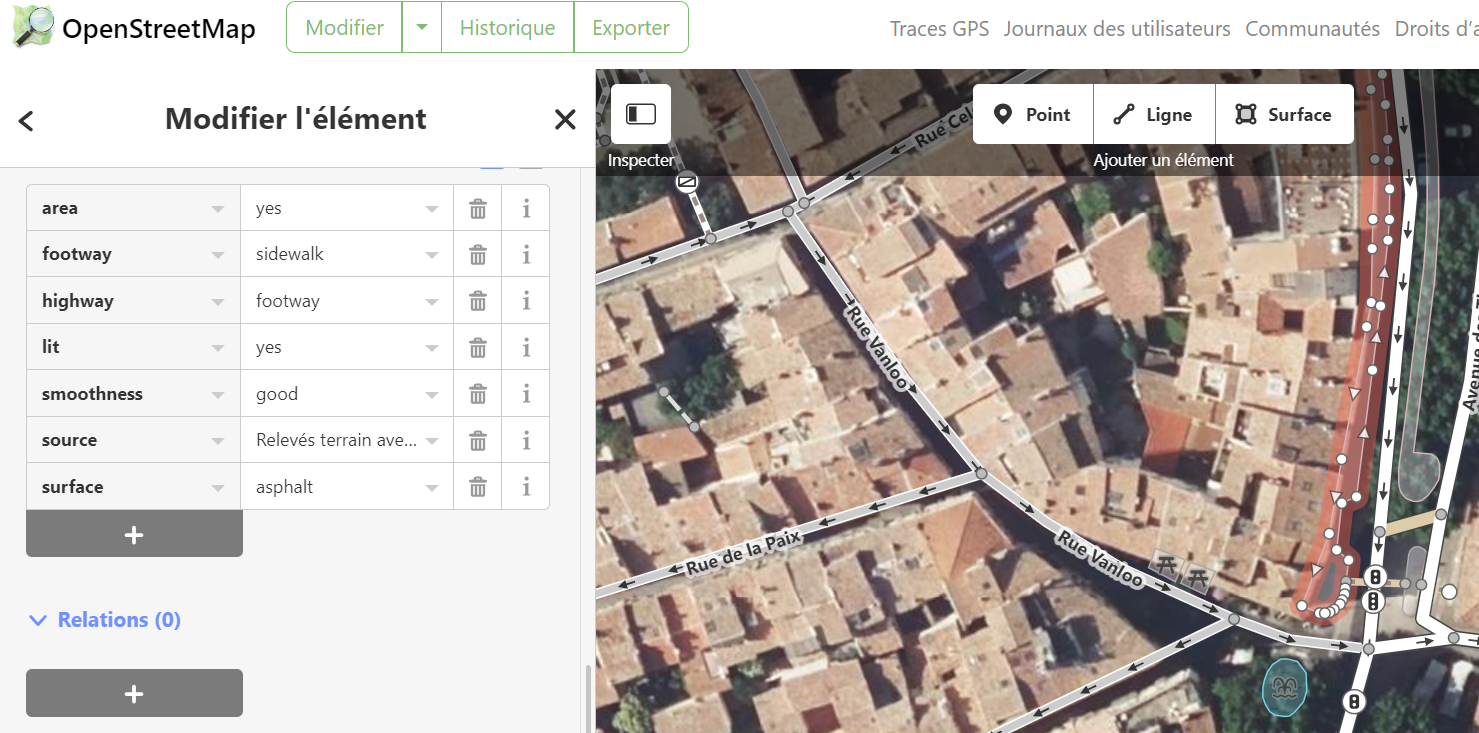 OpenStreetMap
Modifier
Historique
Exporter
Traces GPS
Journaux des utilisateurs
Communautés
Droits d'a
Modifier l'élément
Inspecter
Point
Ligne
Surface
Ajouter un élément
area
yes
footway
sidewalk
highway
footway
lit
yes
smoothness
good
source
Relevés terrain ave...
surface
asphalt
+
Relations (0)
+
Rue Cel
Rue Vanloo
Rue de la Paix
Rue Vanloo
Avenue des